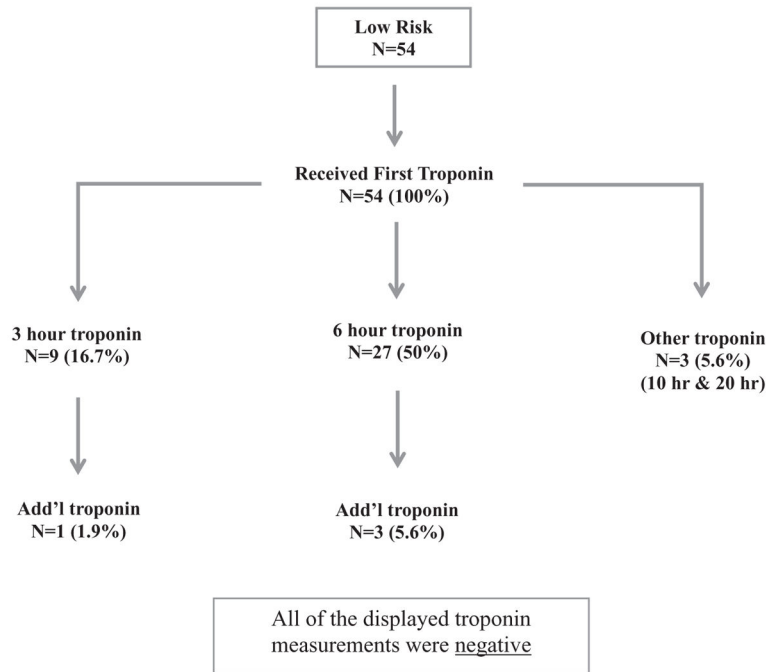 Low Risk
N=54
Received First Troponin
N=54 (100%)
3 hour troponin
N=9 (16.7%)
6 hour troponin
N=27 (50%)
Other troponin
N=3 (5.6%)
(10 hr & 20 hr)
Add'l troponin
N=1 (1.9%)
Add'l troponin
N=3 (5.6%)
All of the displayed troponin
measurements were negative